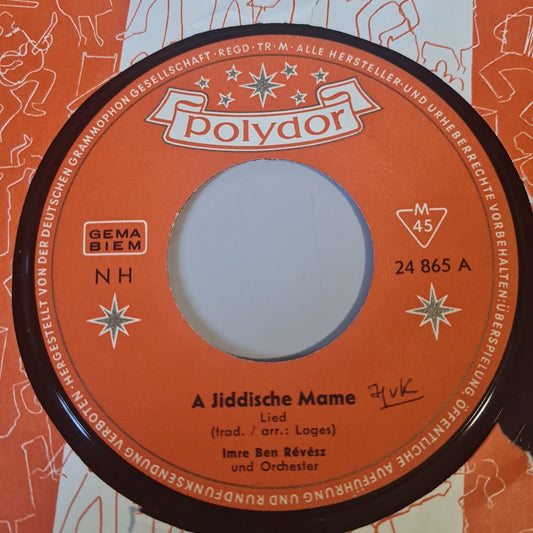 HERGESTELLT VON DER DEUTSCHEN GRAMMOPHON GESELLSCHAFT · REGD · TR · M · ALLE HERSTELLER- UND URHEBERRECHTE VORBEHALTEN: ÜBERSPIELUNG ÖFFENTLICHE AUFFÜHRUNG UND RUNDFUNKSENDUNG VERBOTEN ·
Polydor
GEMA
BIEM
M
45
NH
24 865 A
A Jiddische Mame
Lied
(trad. / arr.: Loges)
Imre Ben Révész
und Orchester